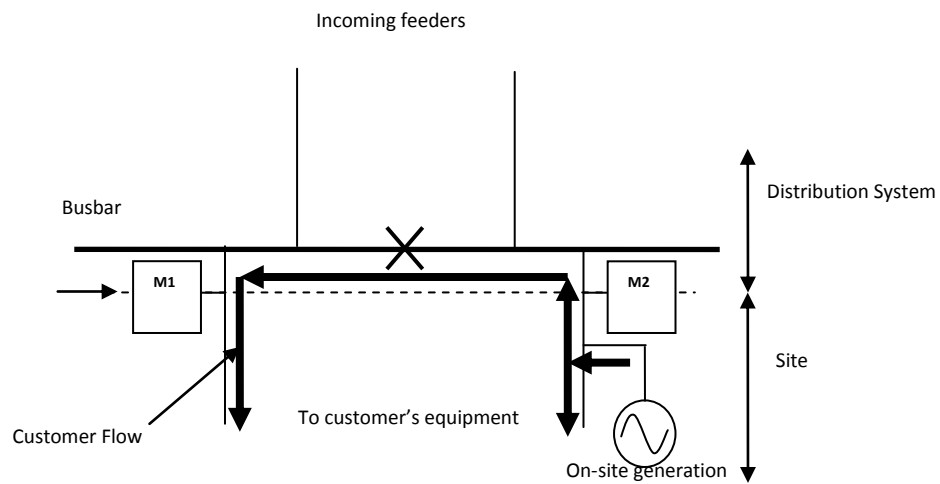 Incoming feeders
Distribution System
Busbar
M1
M2
Site
To customer’s equipment
Customer Flow
On-site generation